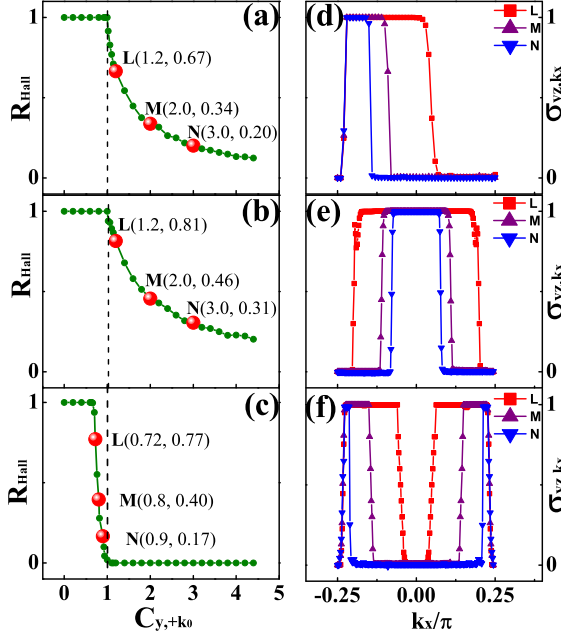 1
(a)
L(1.2, 0.67)
M(2.0, 0.34)
N(3.0, 0.20)
R_Hall
0
(d)
L
M
N
1
σ_yz,kx
0
1
(b)
L(1.2, 0.81)
M(2.0, 0.46)
N(3.0, 0.31)
R_Hall
0
(e)
L
M
N
1
σ_yz,kx
0
1
(c)
L(0.72, 0.77)
M(0.8, 0.40)
N(0.9, 0.17)
R_Hall
0
0 1 2 3 4 5
C_y,+k₀
(f)
L
M
N
1
σ_yz,kx
0
-0.25 0.00 0.25
k_x/π